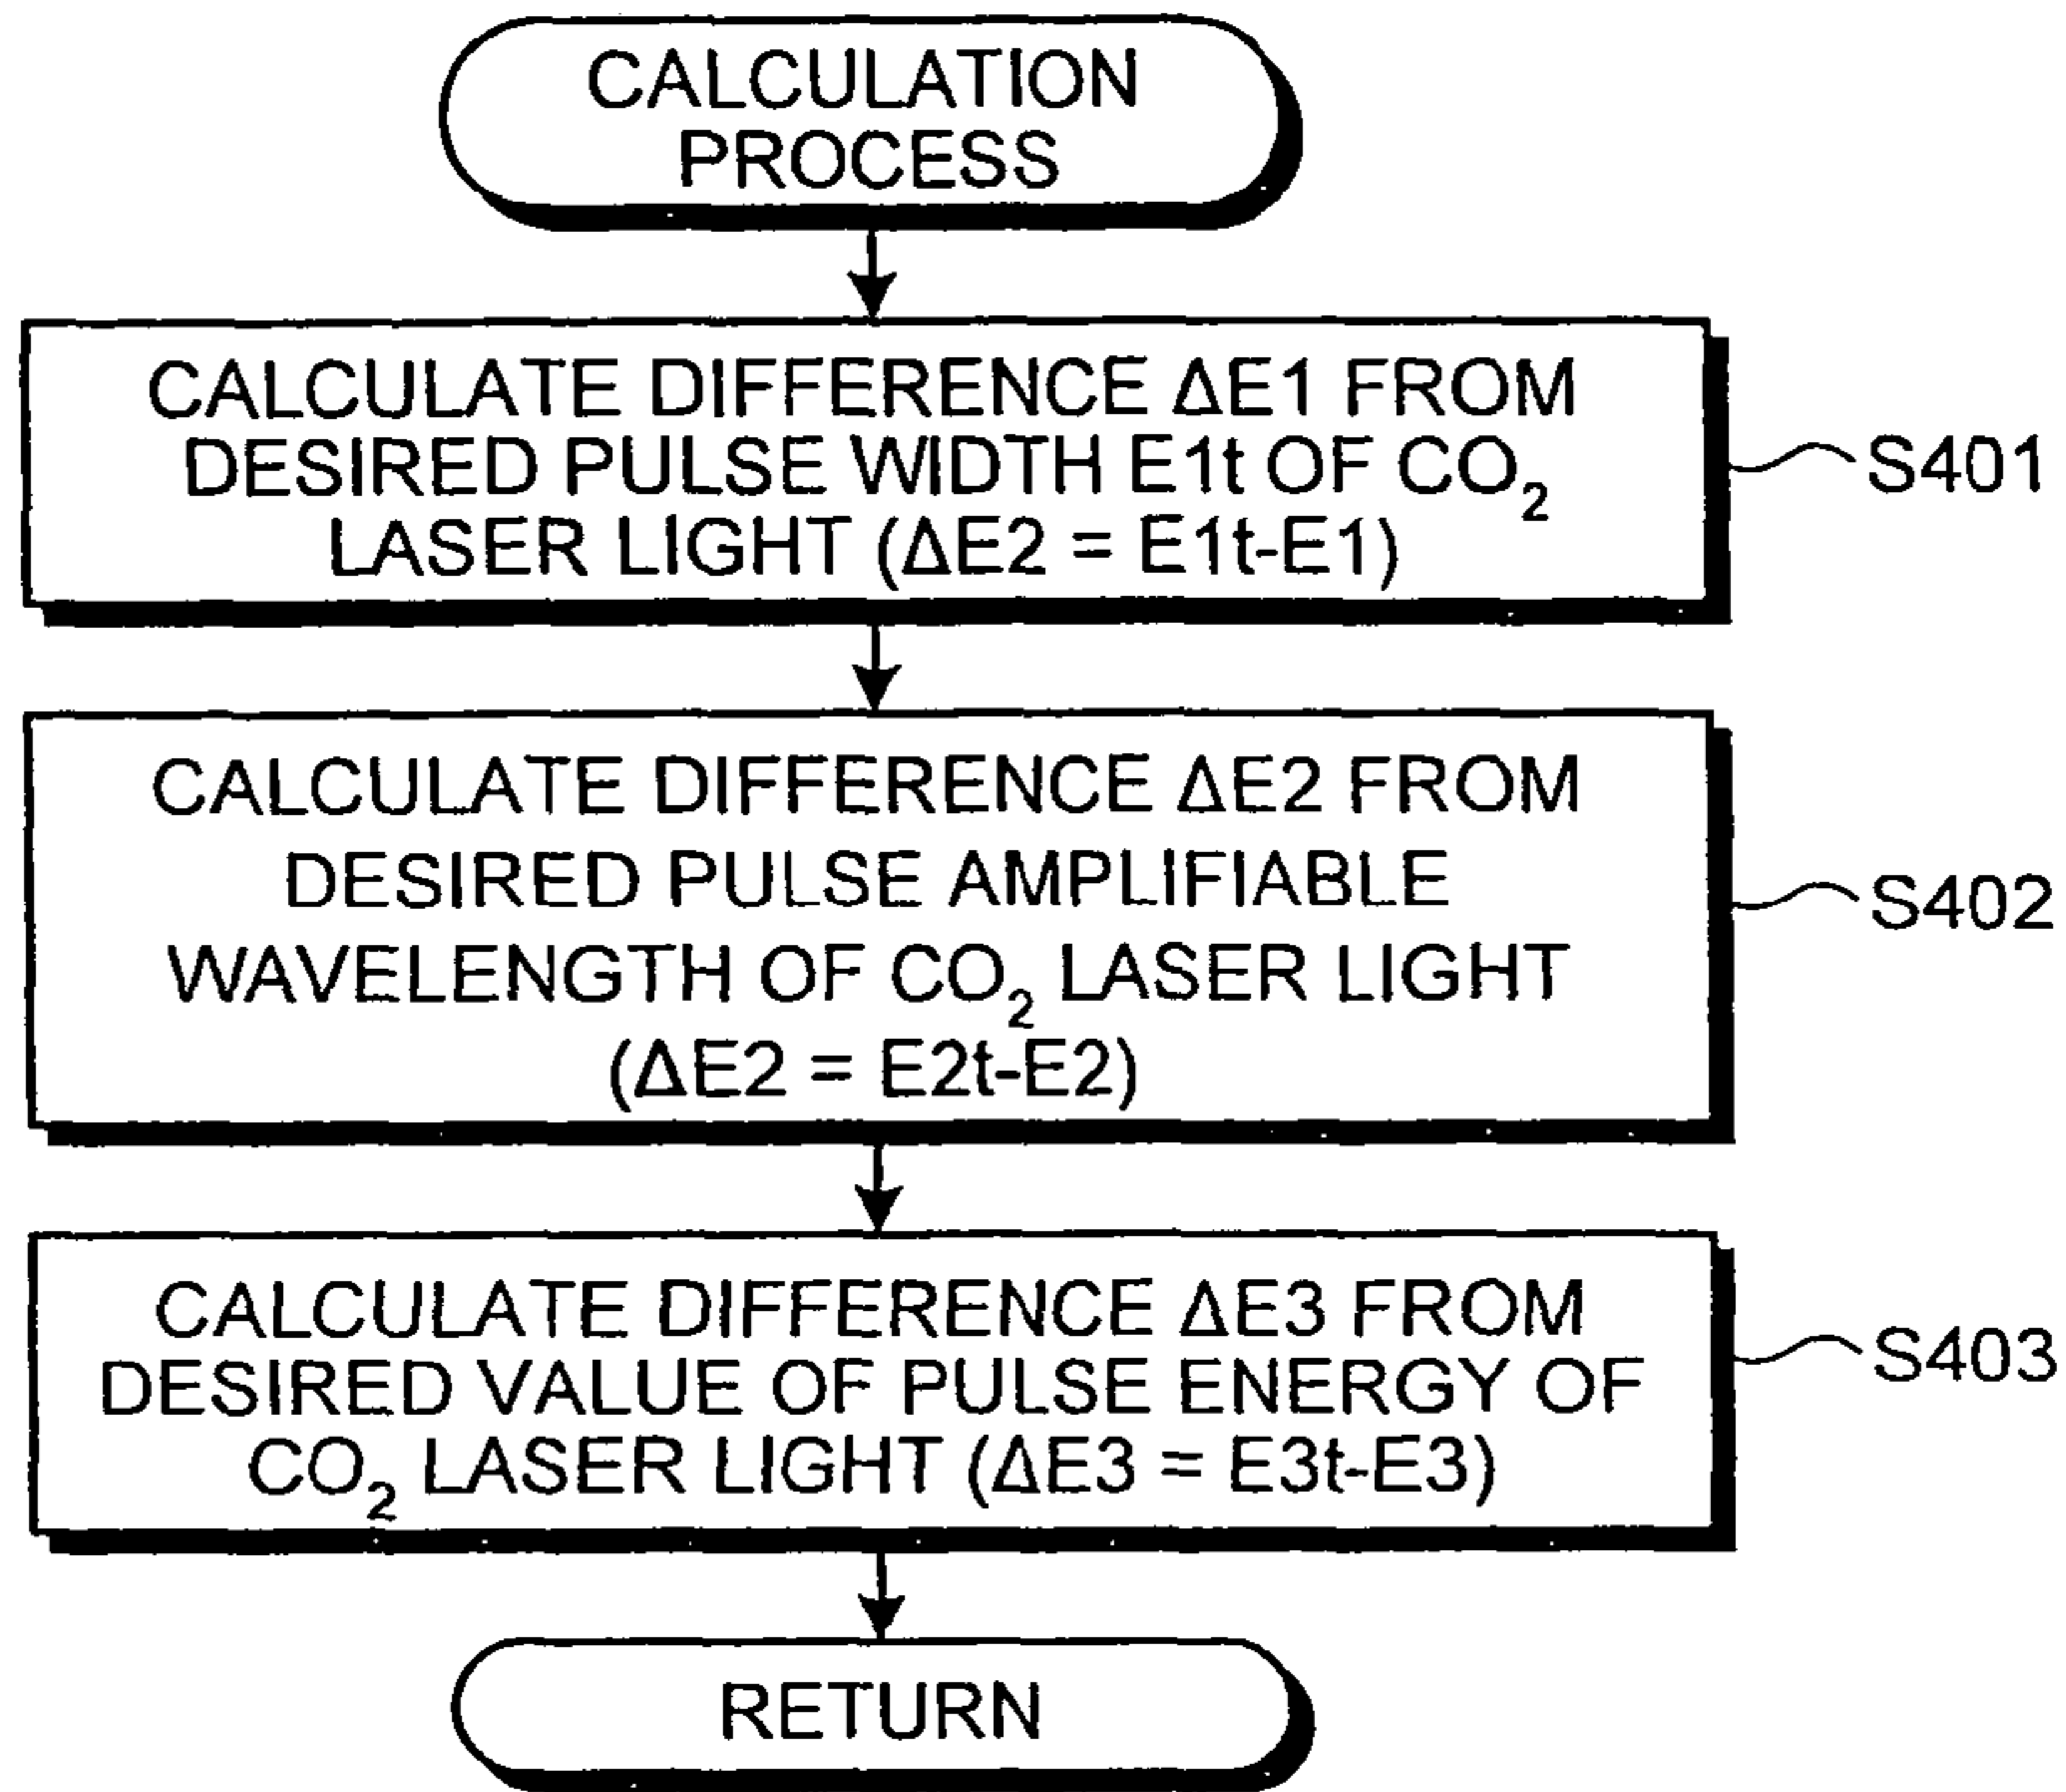 CALCULATION
PROCESS
CALCULATE DIFFERENCE ΔE1 FROM
DESIRED PULSE WIDTH E1t OF CO₂
LASER LIGHT (ΔE2 = E1t-E1)
S401
CALCULATE DIFFERENCE ΔE2 FROM
DESIRED PULSE AMPLIFIABLE
WAVELENGTH OF CO₂ LASER LIGHT
(ΔE2 = E2t-E2)
S402
CALCULATE DIFFERENCE ΔE3 FROM
DESIRED VALUE OF PULSE ENERGY OF
CO₂ LASER LIGHT (ΔE3 = E3t-E3)
S403
RETURN